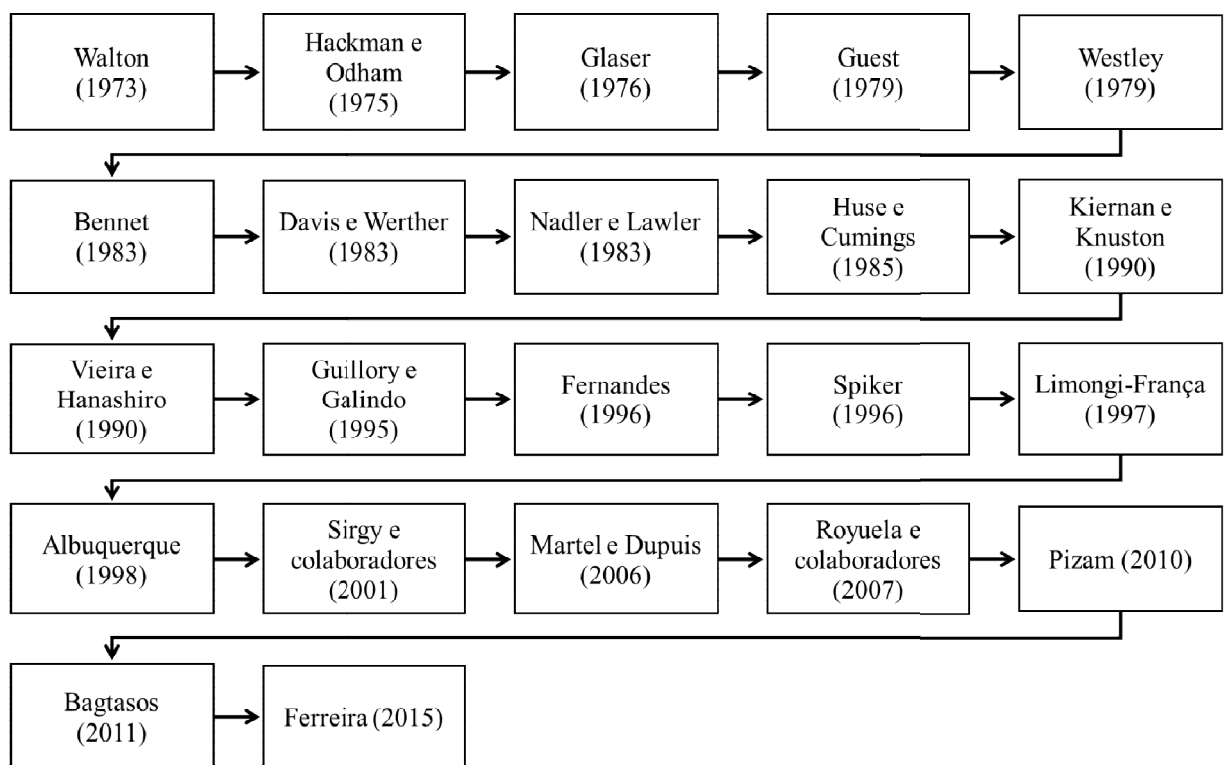 Walton
(1973)
Hackman e
Odham
(1975)
Glaser
(1976)
Guest
(1979)
Westley
(1979)
Bennet
(1983)
Davis e Werther
(1983)
Nadler e Lawler
(1983)
Huse e
Cumings
(1985)
Kiernan e
Knuston
(1990)
Vieira e
Hanashiro
(1990)
Guillory e
Galindo
(1995)
Fernandes
(1996)
Spiker
(1996)
Limongi-França
(1997)
Albuquerque
(1998)
Sirgy e
colaboradores
(2001)
Martel e Dupuis
(2006)
Royuela e
colaboradores
(2007)
Pizam (2010)
Bagtasos
(2011)
Ferreira (2015)